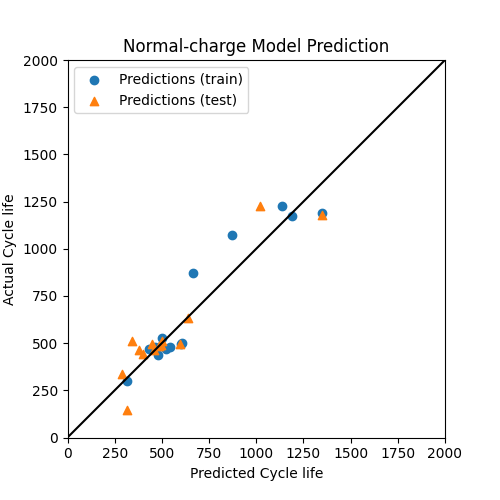 Normal-charge Model Prediction
Predictions (train)
Predictions (test)
Actual Cycle life
2000
1750
1500
1250
1000
750
500
250
0
0 250 500 750 1000 1250 1500 1750 2000
Predicted Cycle life